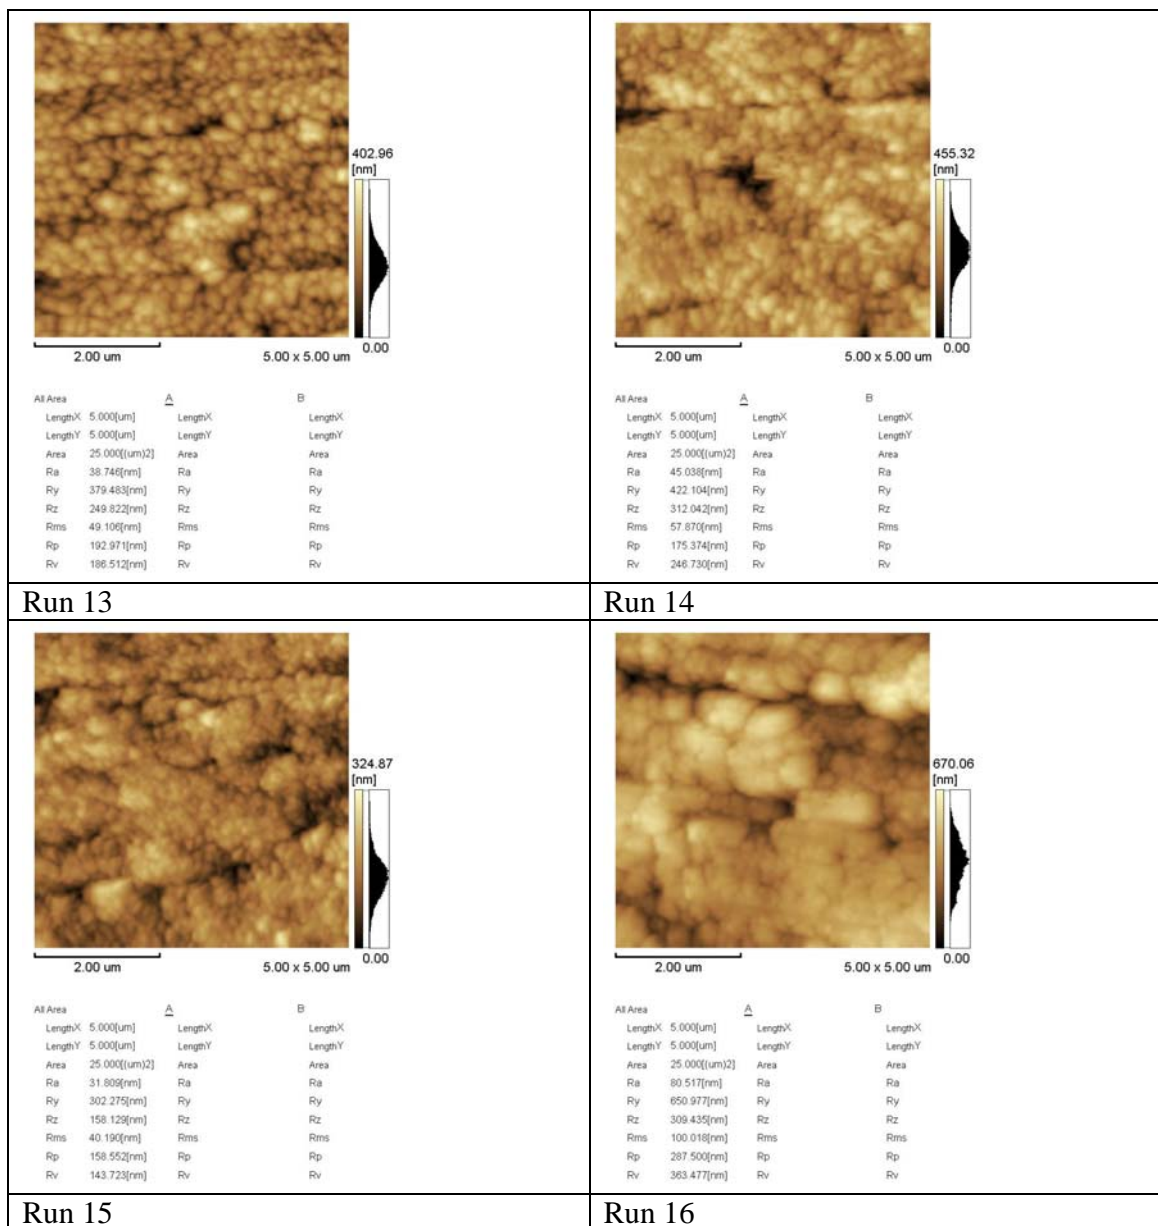 402.96
[nm]
0.00
2.00 um 5.00 x 5.00 um
All Area A B
LengthX 5.000[um] LengthX LengthX
LengthY 5.000[um] LengthY LengthY
Area 25.000[(um)2] Area Area
Ra 38.746[nm] Ra Ra
Ry 379.483[nm] Ry Ry
Rz 249.822[nm] Rz Rz
Rms 49.106[nm] Rms Rms
Rp 192.971[nm] Rp Rp
Rv 186.512[nm] Rv Rv
Run 13
455.32
[nm]
0.00
2.00 um 5.00 x 5.00 um
All Area A B
LengthX 5.000[um] LengthX LengthX
LengthY 5.000[um] LengthY LengthY
Area 25.000[(um)2] Area Area
Ra 45.038[nm] Ra Ra
Ry 422.104[nm] Ry Ry
Rz 312.042[nm] Rz Rz
Rms 57.870[nm] Rms Rms
Rp 175.374[nm] Rp Rp
Rv 246.730[nm] Rv Rv
Run 14
324.87
[nm]
0.00
2.00 um 5.00 x 5.00 um
All Area A B
LengthX 5.000[um] LengthX LengthX
LengthY 5.000[um] LengthY LengthY
Area 25.000[(um)2] Area Area
Ra 31.809[nm] Ra Ra
Ry 302.275[nm] Ry Ry
Rz 158.129[nm] Rz Rz
Rms 40.190[nm] Rms Rms
Rp 158.552[nm] Rp Rp
Rv 143.723[nm] Rv Rv
Run 15
670.06
[nm]
0.00
2.00 um 5.00 x 5.00 um
All Area A B
LengthX 5.000[um] LengthX LengthX
LengthY 5.000[um] LengthY LengthY
Area 25.000[(um)2] Area Area
Ra 80.517[nm] Ra Ra
Ry 650.977[nm] Ry Ry
Rz 309.435[nm] Rz Rz
Rms 100.018[nm] Rms Rms
Rp 287.500[nm] Rp Rp
Rv 363.477[nm] Rv Rv
Run 16